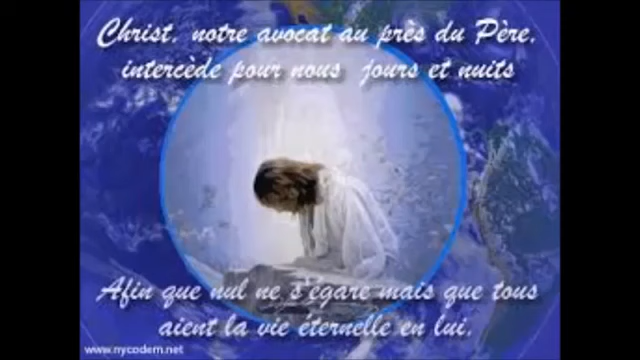 Christ, notre avocat au près du Père,
intercède pour nous jours et nuits
Afin que nul ne s'égare mais que tous
aient la vie éternelle en lui.
www.nycodem.net